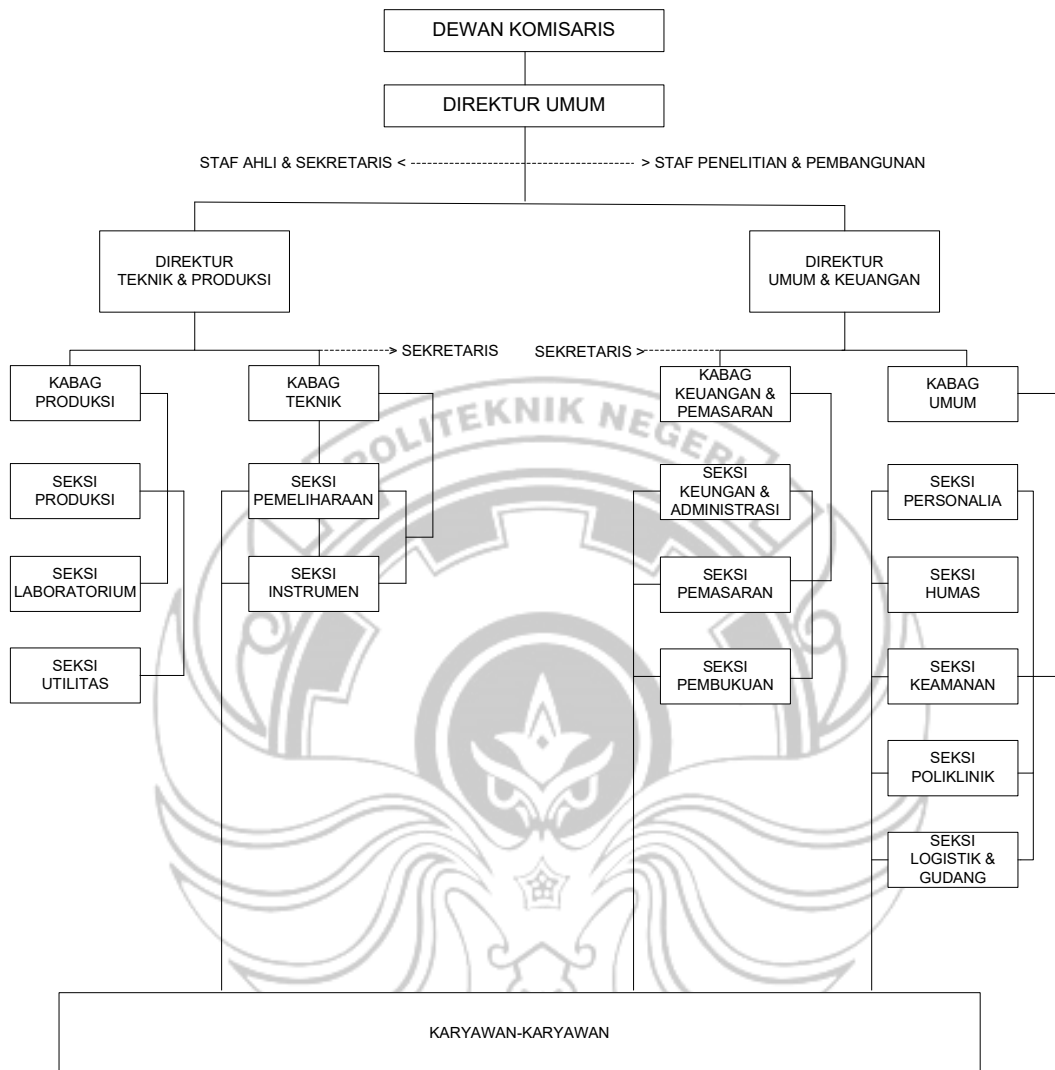 DEWAN KOMISARIS
DIREKTUR UMUM
STAF AHLI & SEKRETARIS <
> STAF PENELITIAN & PEMBANGUNAN
DIREKTUR
TEKNIK & PRODUKSI
DIREKTUR
UMUM & KEUANGAN
> SEKRETARIS
SEKRETARIS >
KABAG
PRODUKSI
KABAG
TEKNIK
KABAG
KEUANGAN &
PEMASARAN
KABAG
UMUM
POLITEKNIK NEGERI
SEKSI
PRODUKSI
SEKSI
PEMELIHARAAN
SEKSI
KEUNGAN &
ADMINISTRASI
SEKSI
PERSONALIA
SEKSI
LABORATORIUM
SEKSI
INSTRUMEN
SEKSI
PEMASARAN
SEKSI
HUMAS
SEKSI
UTILITAS
SEKSI
PEMBUKUAN
SEKSI
KEAMANAN
SEKSI
POLIKLINIK
SEKSI
LOGISTIK &
GUDANG
KARYAWAN-KARYAWAN